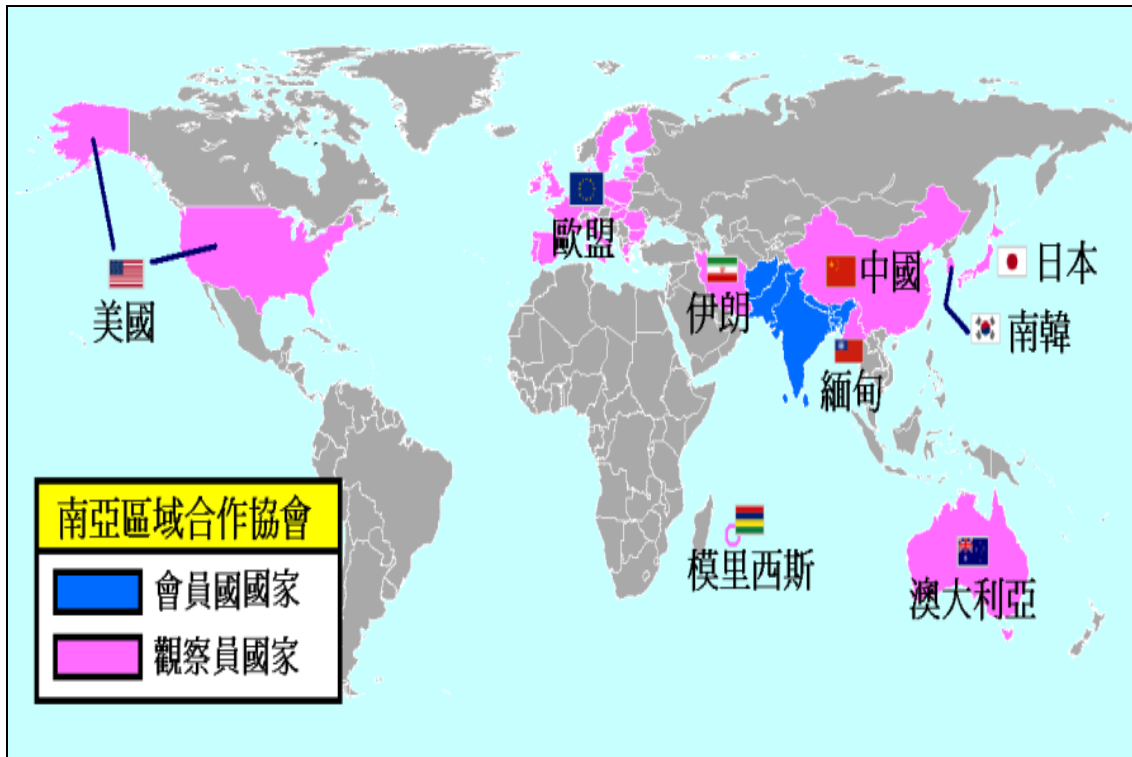 歐盟
日本
中國
伊朗
美國
南韓
緬甸
模里西斯
澳大利亞
南亞區域合作協會
會員國國家
觀察員國家